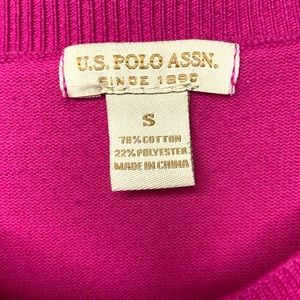 U.S. POLO ASSN.
SINCE 1890
S
78% COTTON
22% POLYESTER
MADE IN CHINA